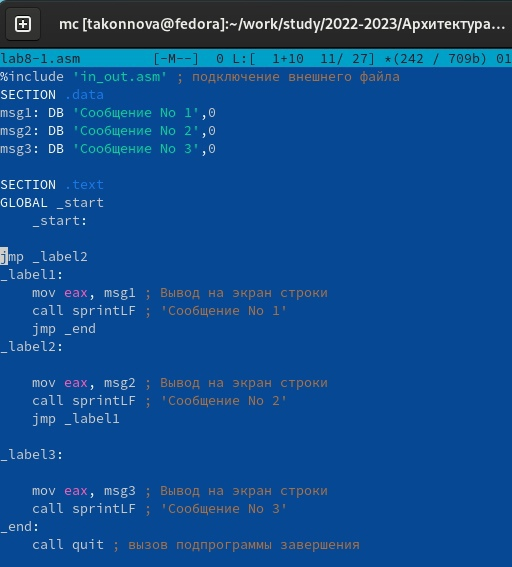 mc [takonnova@fedora]:~/work/study/2022-2023/Архитектура...
lab8-1.asm [-M--] 0 L:[ 1+10 11/ 27] *(242 / 709b) 01
%include 'in_out.asm' ; подключение внешнего файла
SECTION .data
msg1: DB 'Сообщение No 1',0
msg2: DB 'Сообщение No 2',0
msg3: DB 'Сообщение No 3',0
SECTION .text
GLOBAL _start
_start:
jmp _label2
_label1:
mov eax, msg1 ; Вывод на экран строки
call sprintLF ; 'Сообщение No 1'
jmp _end
_label2:
mov eax, msg2 ; Вывод на экран строки
call sprintLF ; 'Сообщение No 2'
jmp _label1
_label3:
mov eax, msg3 ; Вывод на экран строки
call sprintLF ; 'Сообщение No 3'
_end:
call quit ; вызов подпрограммы завершения